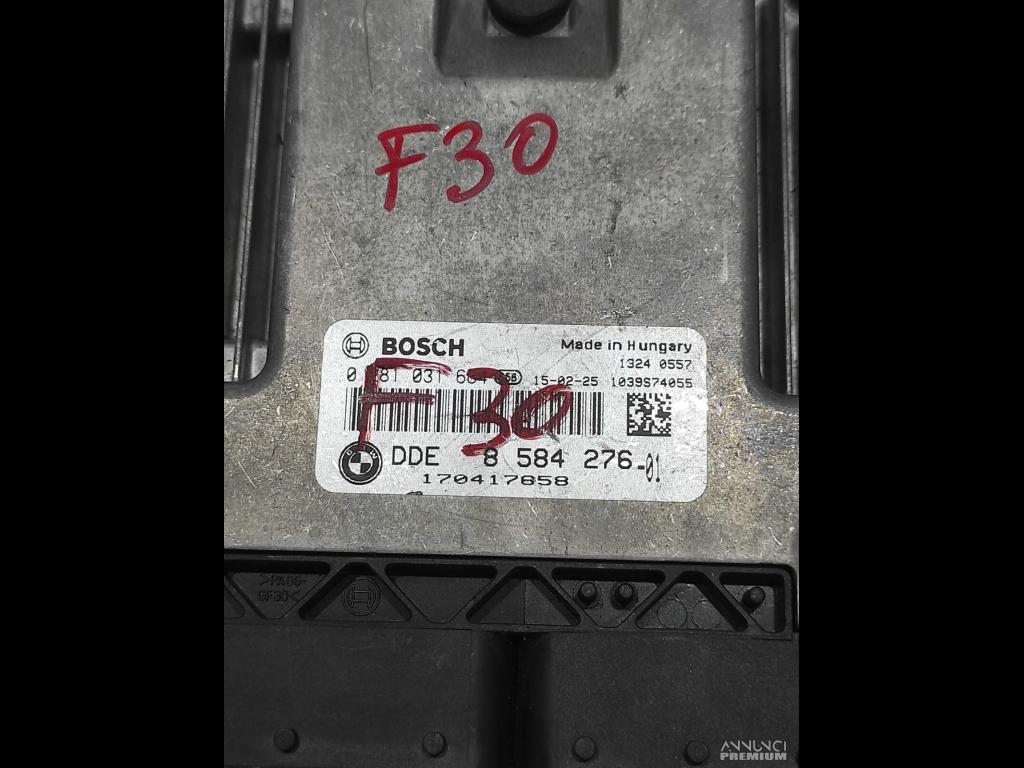 F30
BOSCH
Made in Hungary
1324 0557
15-02-25 1039S74055
F30
DDE 8 584 276-01
170417858
>PA66-
GF30<
ANNUNCI
PREMIUM